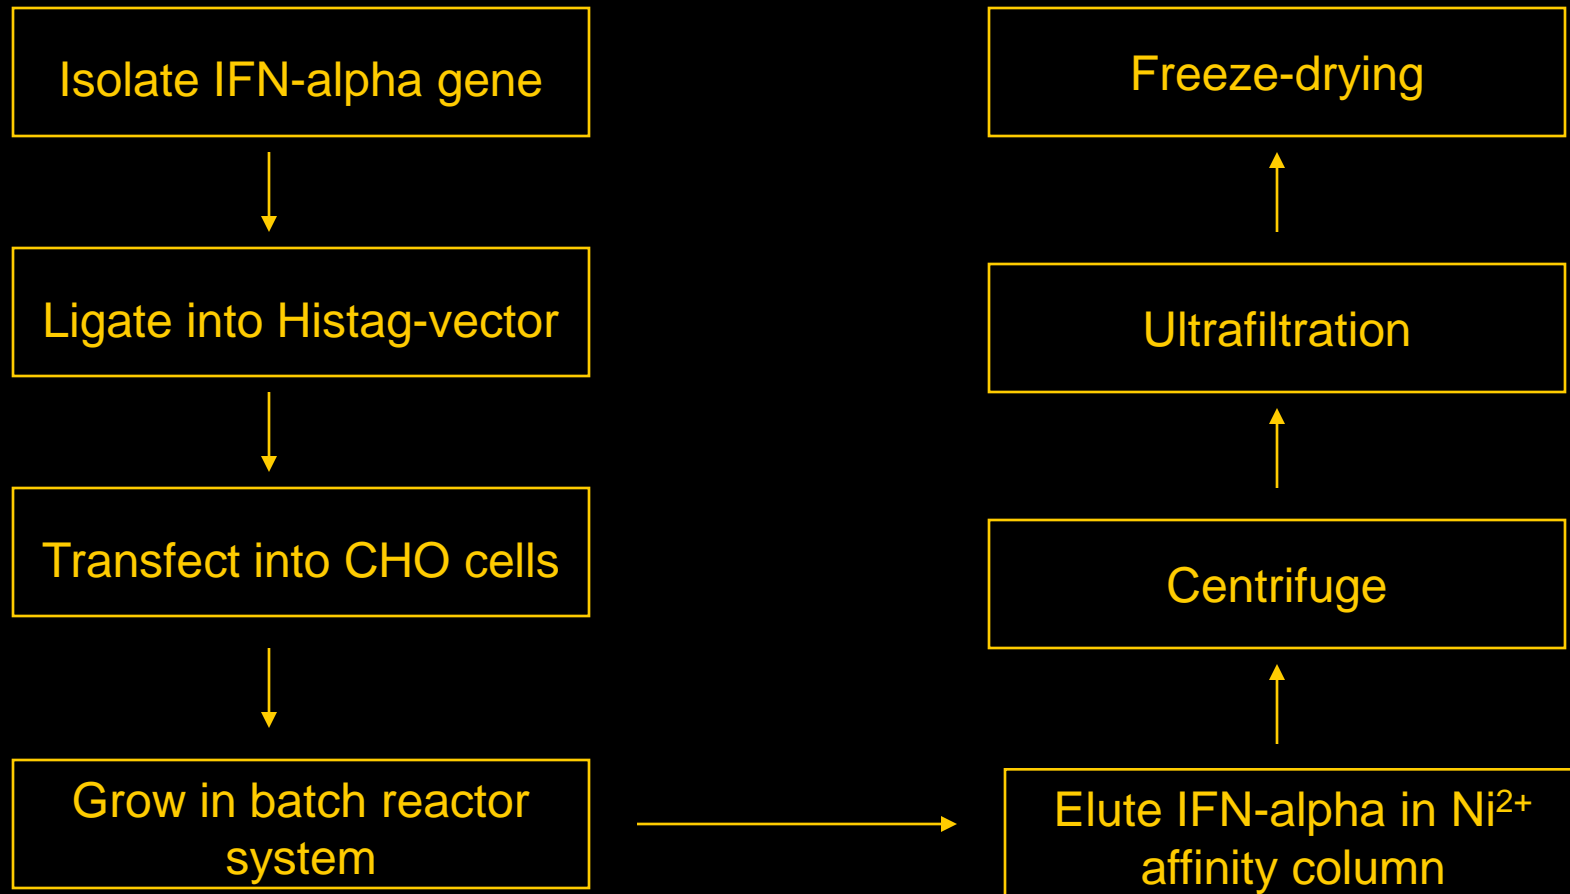 Isolate IFN-alpha gene
Ligate into Histag-vector
Transfect into CHO cells
Grow in batch reactor
system
Elute IFN-alpha in Ni²⁺
affinity column
Centrifuge
Ultrafiltration
Freeze-drying